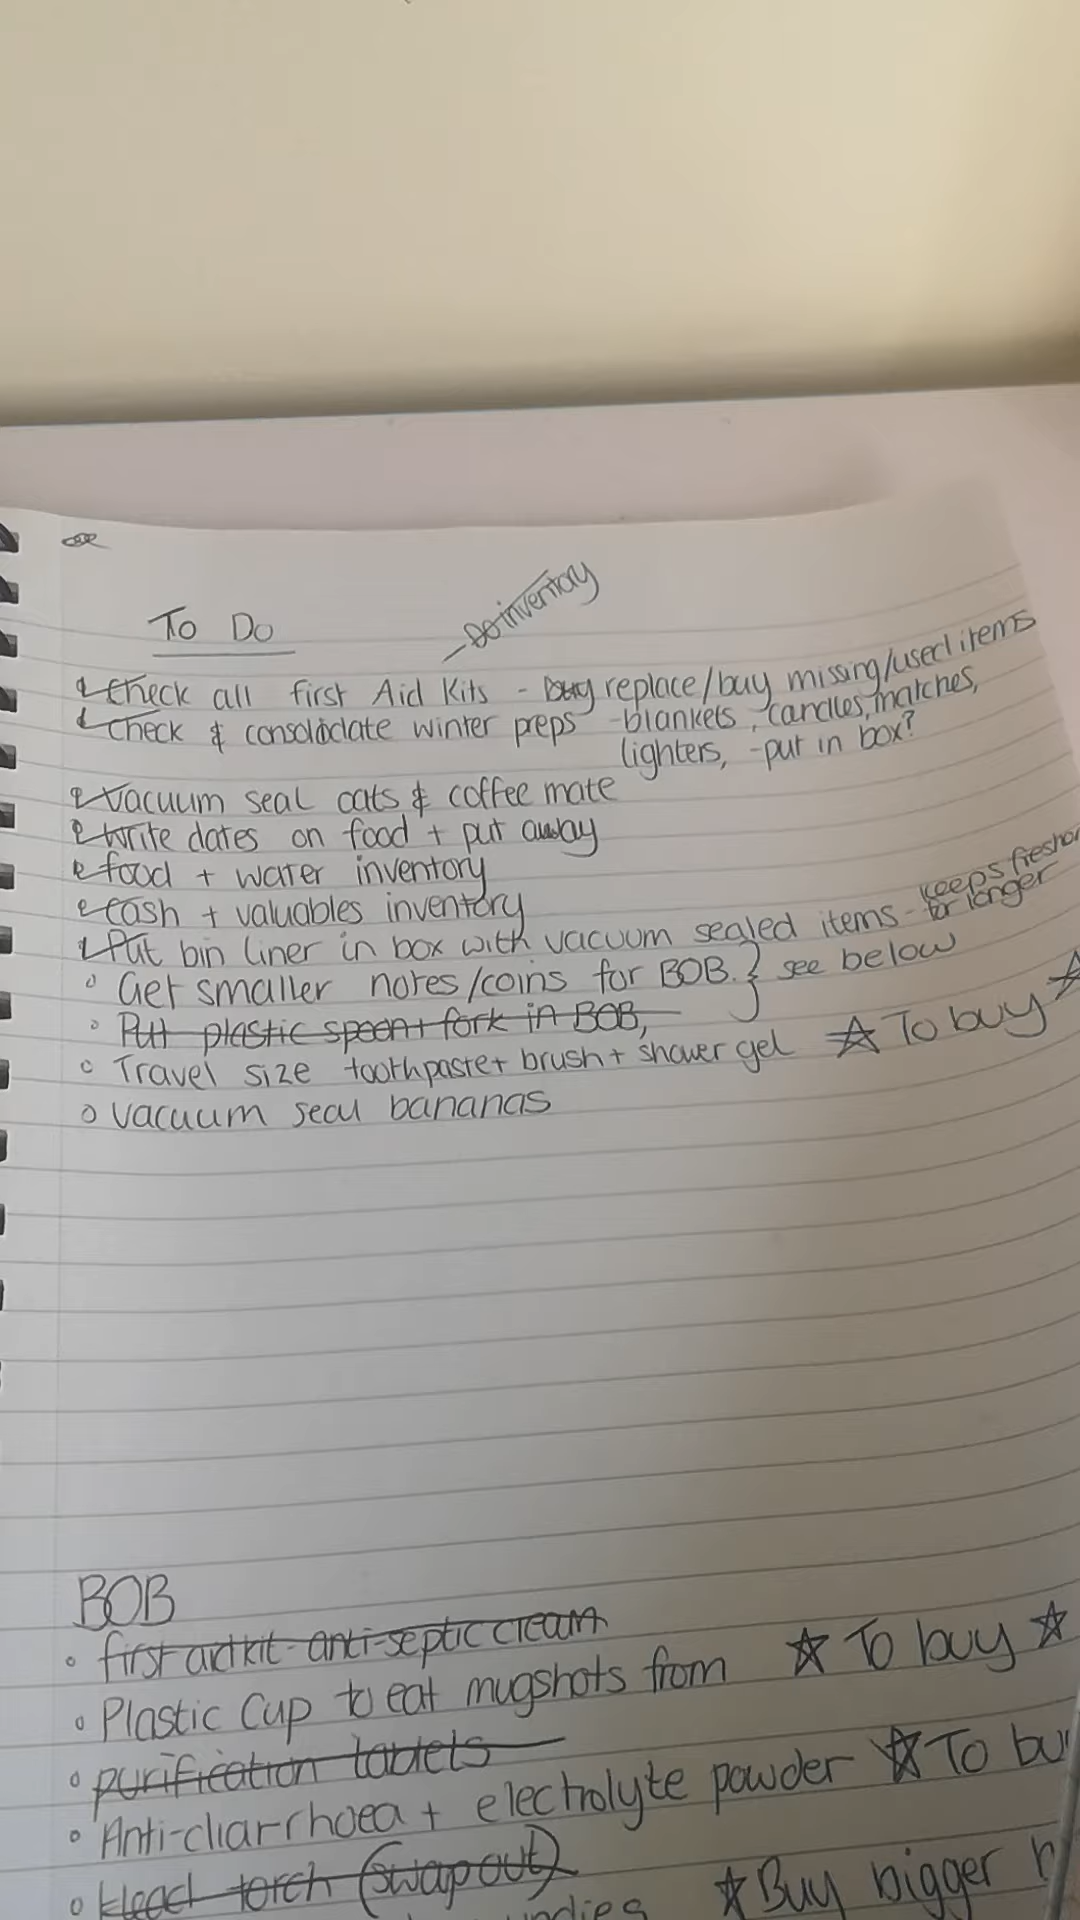 To Do
- Do inventory
Check all first Aid Kits - buy replace/buy missing/used items
Check & consolidate winter preps - blankets, candles, matches,
lighters, - put in box?
Vacuum seal oats & coffee mate
Write dates on food + put away
food + water inventory
Cash + valuables inventory
Put bin liner in box with vacuum sealed items - keeps fresh
for longer
Get smaller notes/coins for BOB. } see below
Put plastic spoon + fork in BOB,
Travel size toothpaste + brush + shower gel ☆ To buy ☆
Vacuum seal bananas
BOB
first aid kit - anti-septic cream
Plastic Cup to eat mugshots from ☆ To buy ☆
purification tablets
Anti-diarrhoea + electrolyte powder ☆ To bu
Head torch (swap out)
undies ☆ Buy bigger